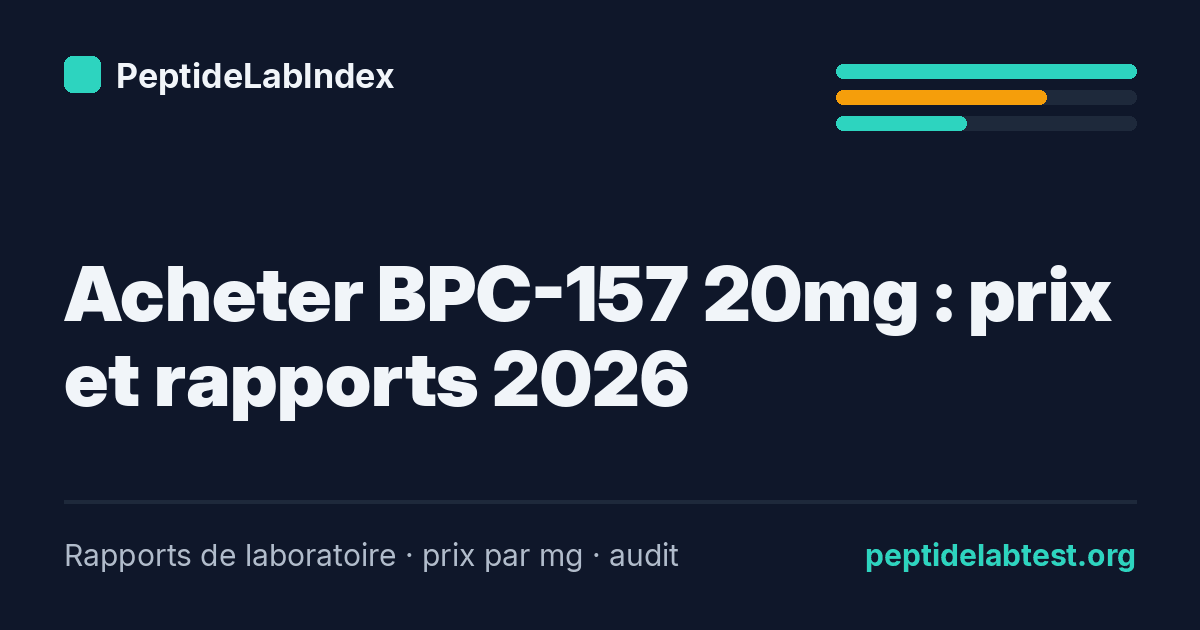 PeptideLabIndex
Acheter BPC-157 20mg : prix
et rapports 2026
Rapports de laboratoire · prix par mg · audit
peptidelabtest.org